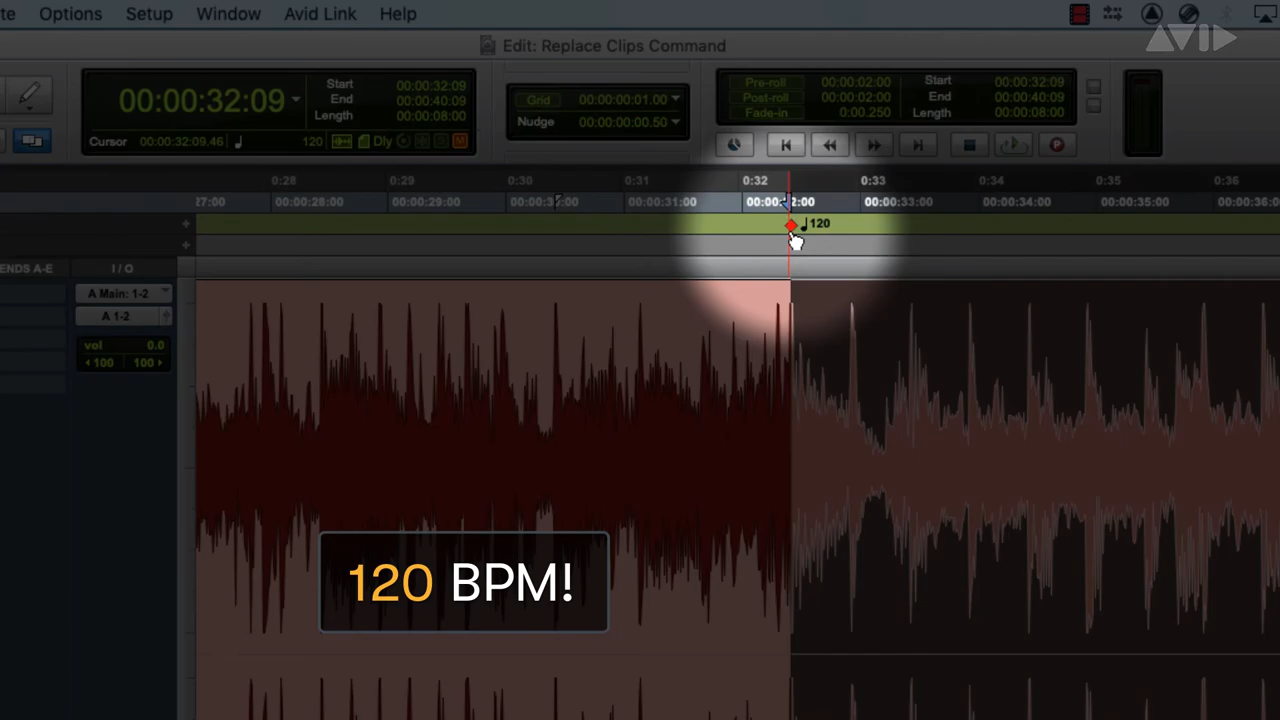 te Options Setup Window Avid Link Help
Edit: Replace Clips Command
AVID
00:00:32:09
Start 00:00:32:09
End 00:00:40:09
Length 00:00:08:00
Cursor 00:00:32:09.46 120 Dly M
Grid 00:00:00:01.00
Nudge 00:00:00:00.50
Pre-roll 00:00:02:00
Post-roll 00:00:02:00
Fade-in 0:00.250
Start 00:00:32:09
End 00:00:40:09
Length 00:00:08:00
P
0:28 0:29 0:30 0:31 0:32 0:33 0:34 0:35 0:36
27:00 00:00:28:00 00:00:29:00 00:00:31:00 00:00:33:00 00:00:34:00 00:00:35:00 00:00:36:0
120
ENDS A-E I / O
A Main: 1-2
A 1-2
vol 0.0
100 100
120 BPM!